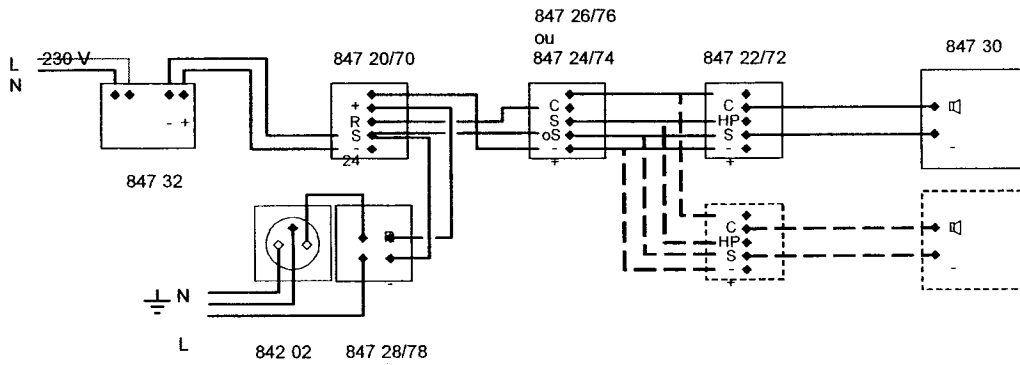 847 26/76
ou
847 24/74
847 20/70
847 22/72
847 30
L
N
230 V
- +
847 32
+
R
S
-
24
C
S
oS
-
+
C
HP
S
-
+
-
C
HP
S
-
+
-
N
L
-
842 02
847 28/78